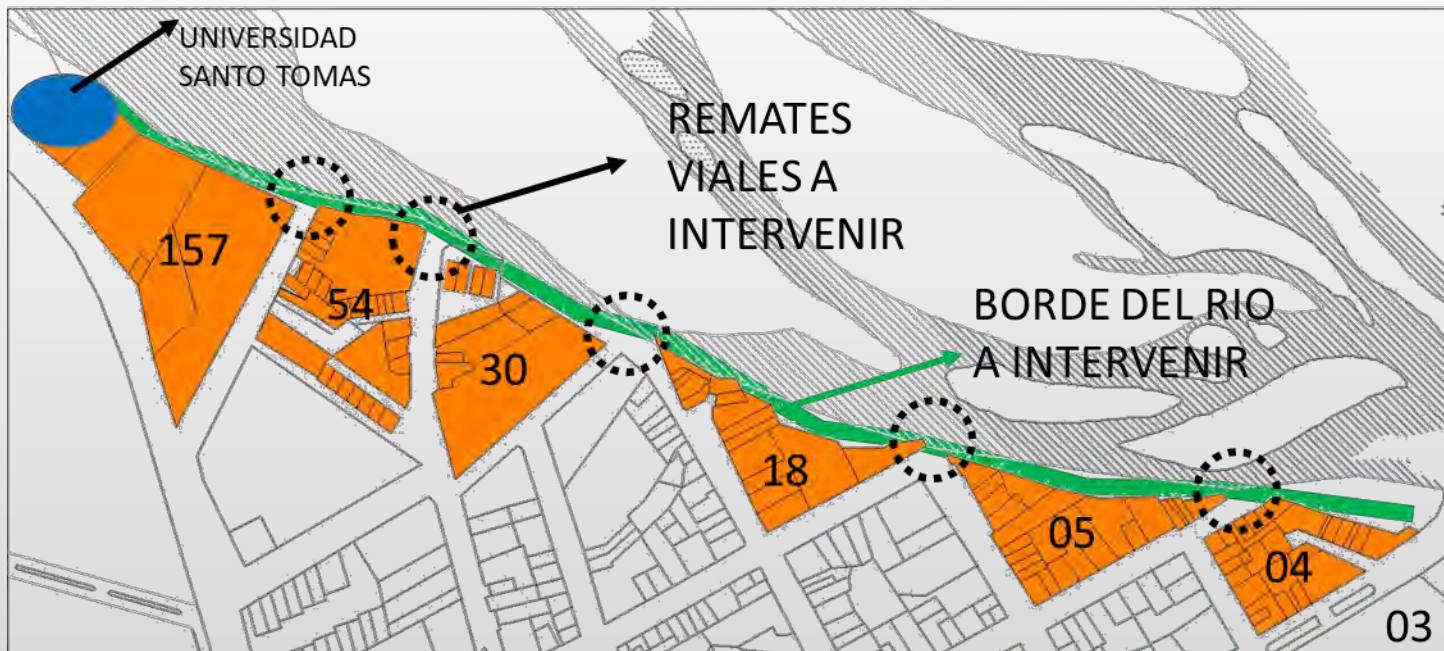 UNIVERSIDAD
SANTO TOMAS
REMATES
VIALES A
INTERVENIR
157
54
30
BORDE DEL RIO
A INTERVENIR
18
05
04
03